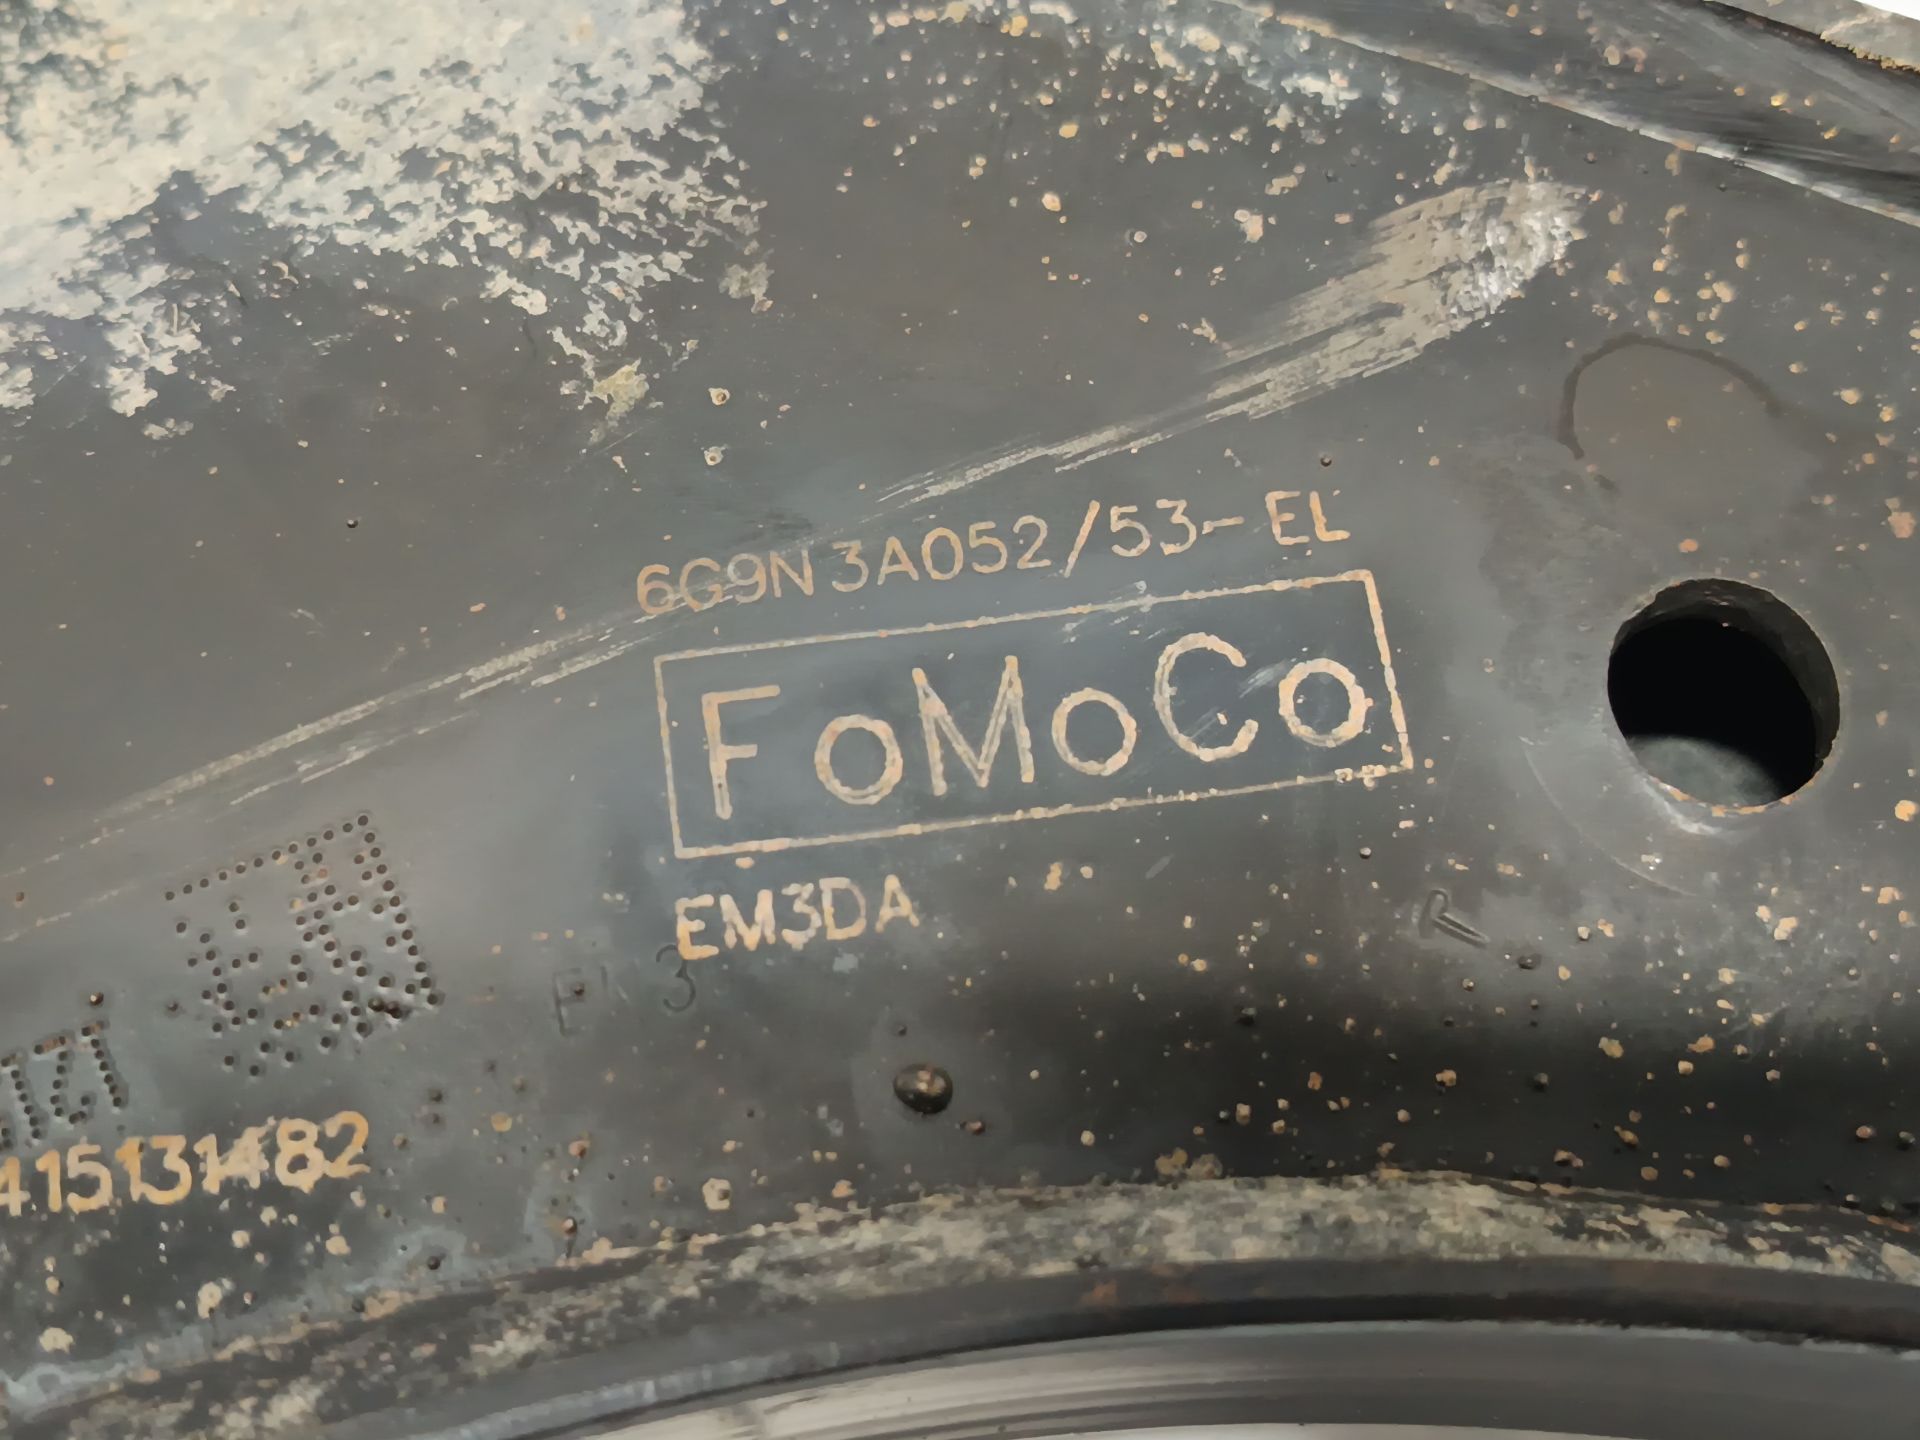 6G9N 3A052/53-EL
FoMoCo
EM3DA
R
415131482